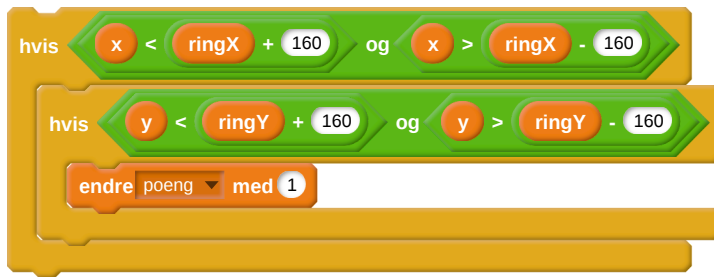 hvis x < ringX + 160 og x > ringX - 160
hvis y < ringY + 160 og y > ringY - 160
endre poeng med 1